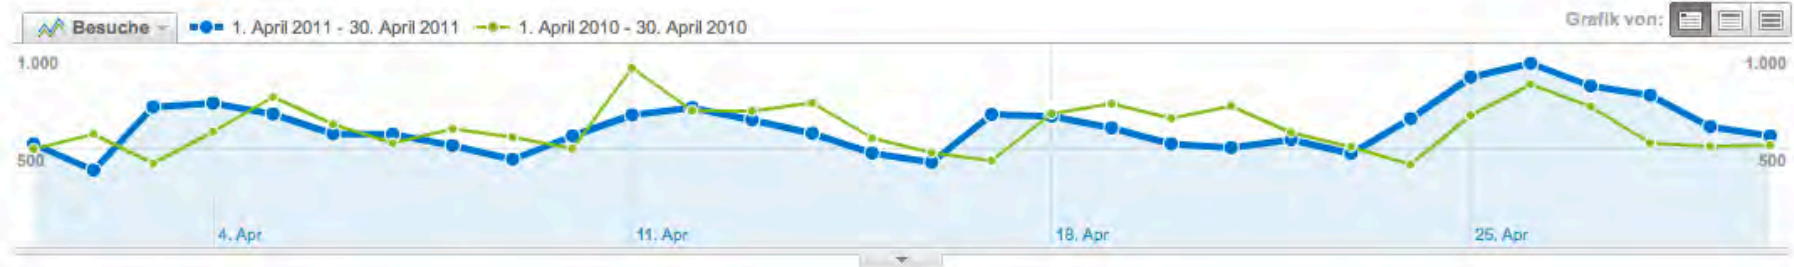 Besuche 1. April 2011 - 30. April 2011 1. April 2010 - 30. April 2010 Grafik von:
1.000 1.000
500 500
4. Apr 11. Apr 18. Apr 25. Apr